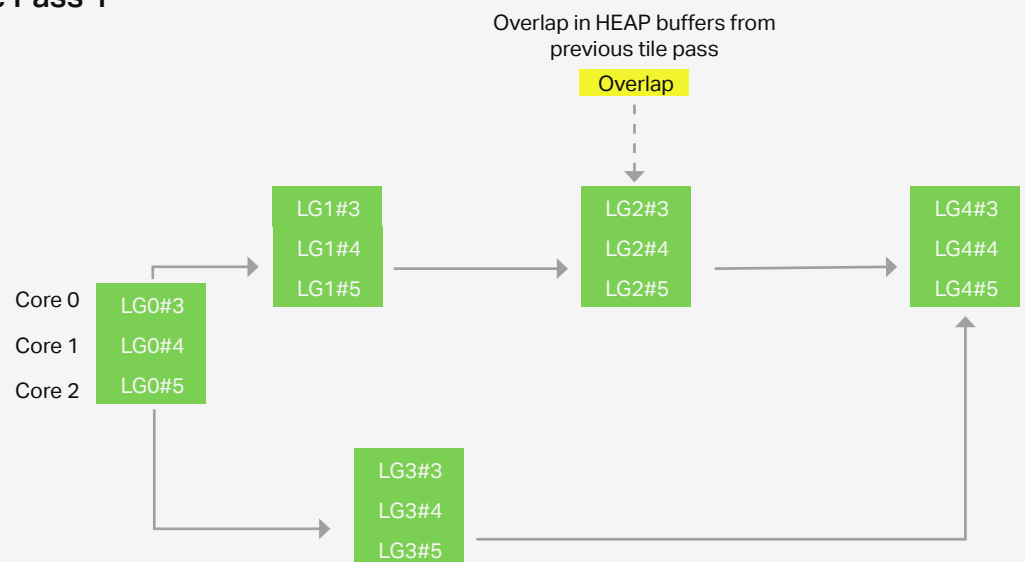 Pass 1
Overlap in HEAP buffers from
previous tile pass
Overlap
LG1#3
LG1#4
LG1#5
LG2#3
LG2#4
LG2#5
LG4#3
LG4#4
LG4#5
Core 0
Core 1
Core 2
LG0#3
LG0#4
LG0#5
LG3#3
LG3#4
LG3#5